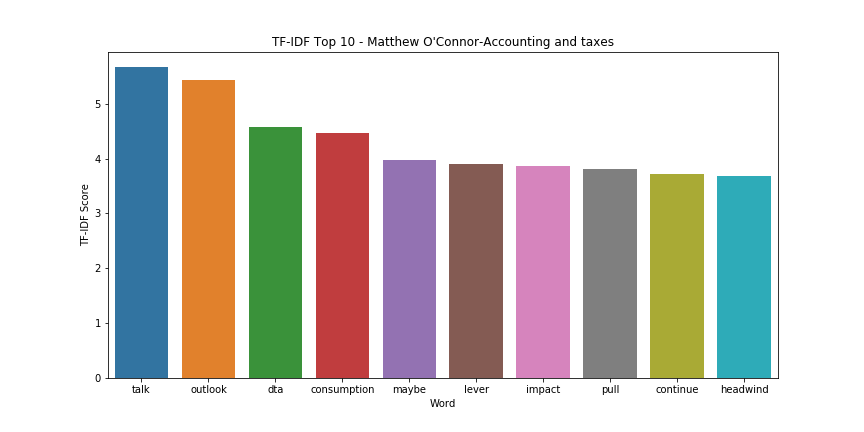 TF-IDF Top 10 - Matthew O'Connor-Accounting and taxes
TF-IDF Score
5
4
3
2
1
0
talk outlook dta consumption maybe lever impact pull continue headwind
Word